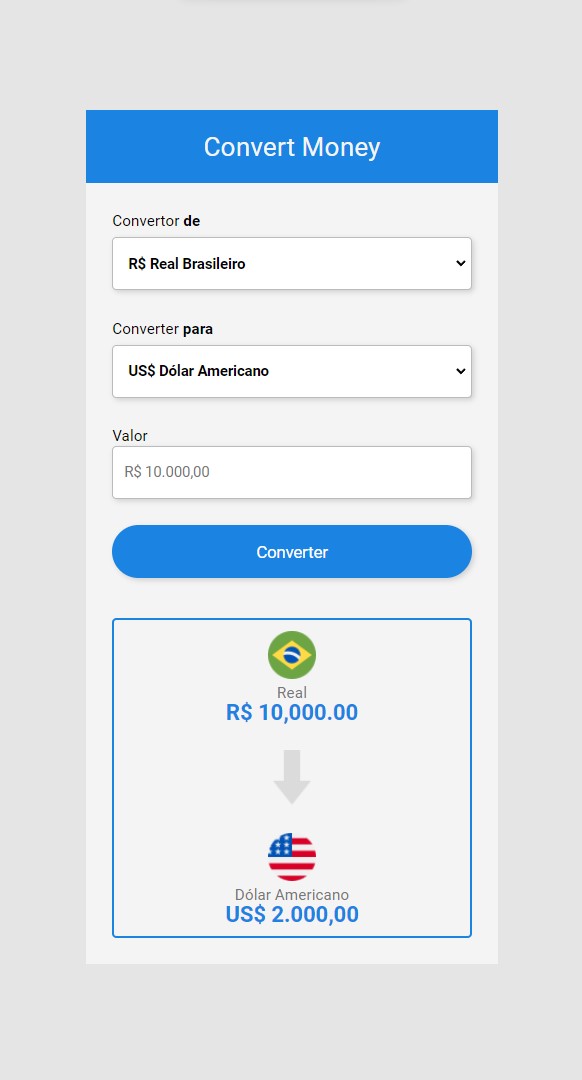 Convert Money
Convertor de
R$ Real Brasileiro
Converter para
US$ Dólar Americano
Valor
R$ 10.000,00
Converter
Real
R$ 10,000.00
Dólar Americano
US$ 2.000,00